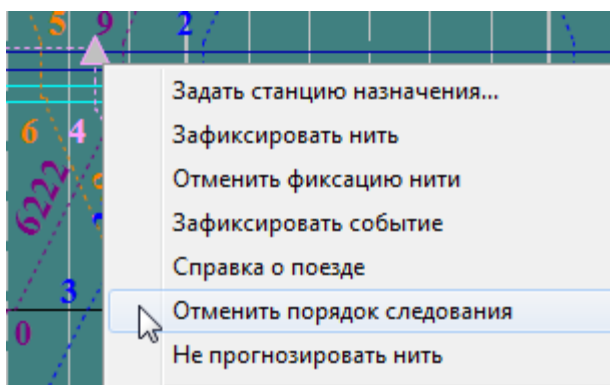 5 9 2
Задать станцию назначения...
6 4 Зафиксировать нить
Отменить фиксацию нити
6222
Зафиксировать событие
Справка о поезде
3 Отменить порядок следования
0 Не прогнозировать нить